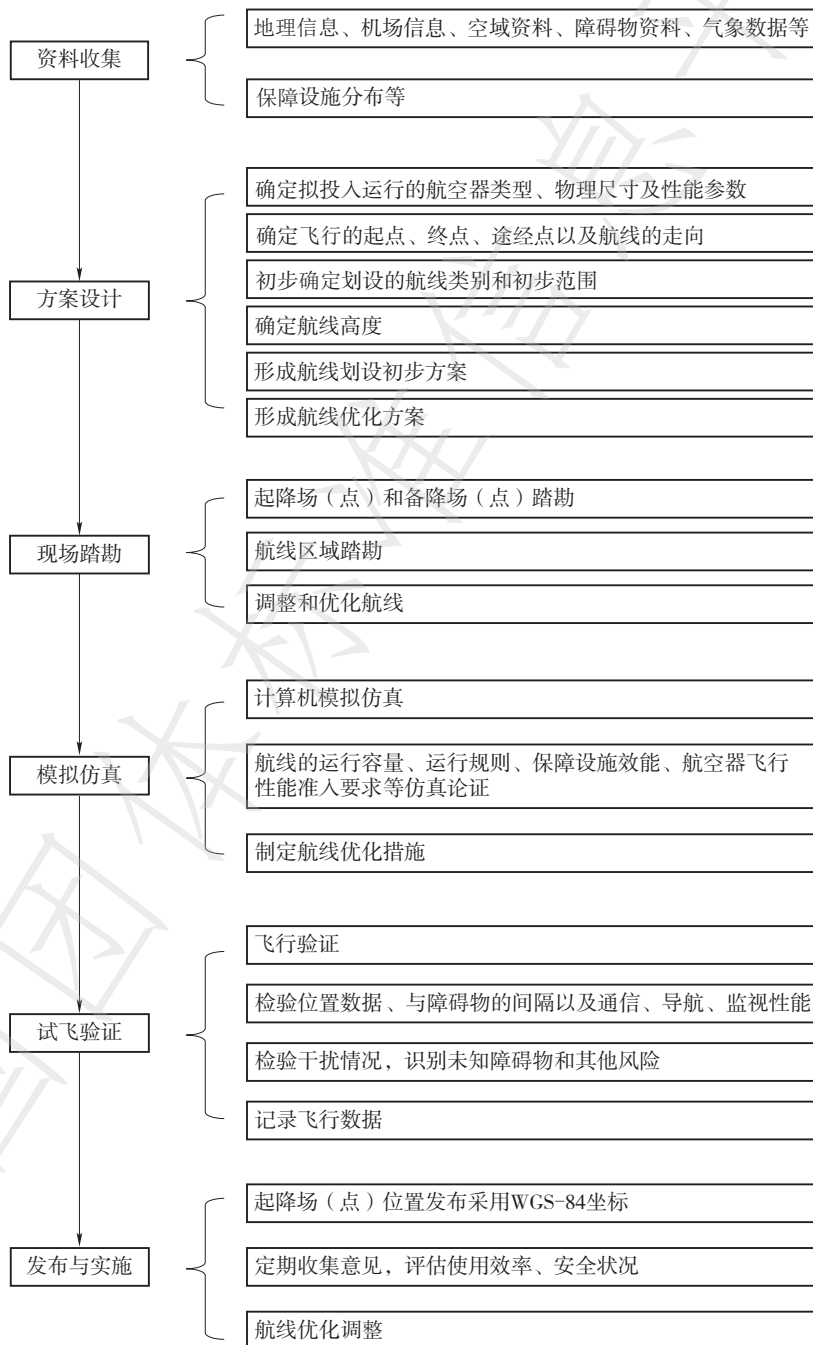 资料收集
地理信息、机场信息、空域资料、障碍物资料、气象数据等
保障设施分布等
方案设计
确定拟投入运行的航空器类型、物理尺寸及性能参数
确定飞行的起点、终点、途经点以及航线的走向
初步确定划设的航线类别和初步范围
确定航线高度
形成航线划设初步方案
形成航线优化方案
现场踏勘
起降场（点）和备降场（点）踏勘
航线区域踏勘
调整和优化航线
模拟仿真
计算机模拟仿真
航线的运行容量、运行规则、保障设施效能、航空器飞行
性能准入要求等仿真论证
制定航线优化措施
试飞验证
飞行验证
检验位置数据、与障碍物的间隔以及通信、导航、监视性能
检验干扰情况，识别未知障碍物和其他风险
记录飞行数据
发布与实施
起降场（点）位置发布采用WGS-84坐标
定期收集意见，评估使用效率、安全状况
航线优化调整
团体标准信息